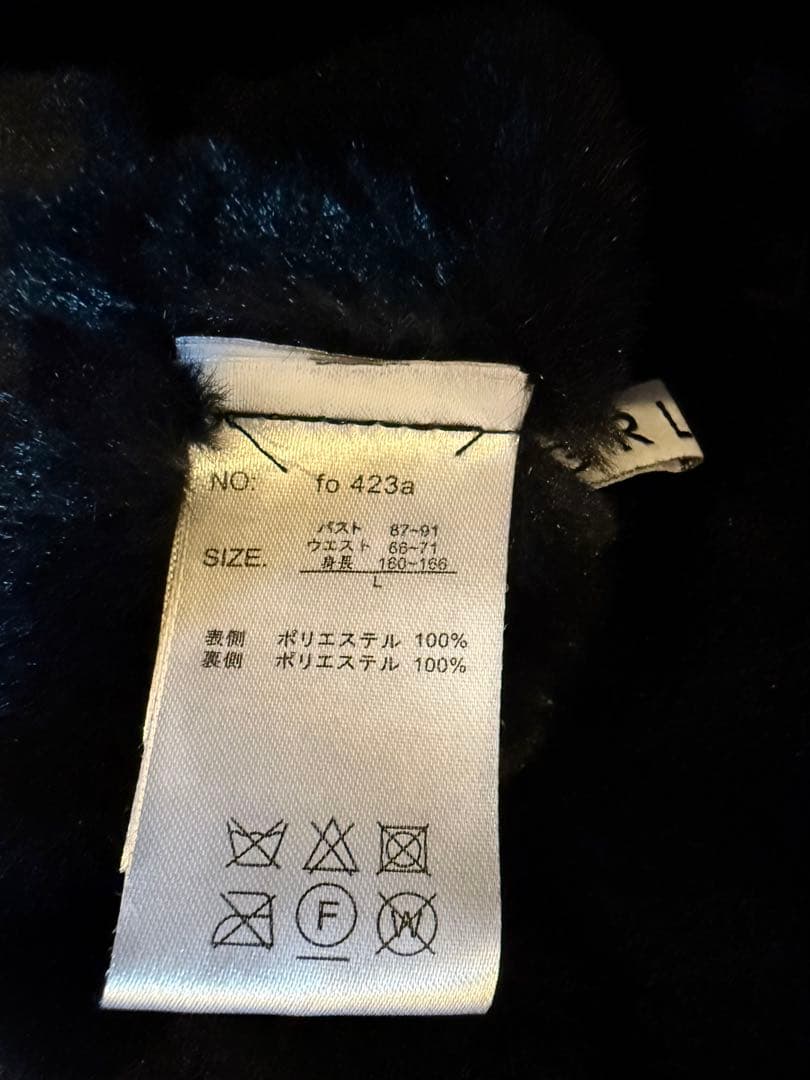 NO: fo 423a
SIZE.
バスト 87~91
ウエスト 66~71
身長 160~166
L
表側 ポリエステル 100%
裏側 ポリエステル 100%
F
W
R L